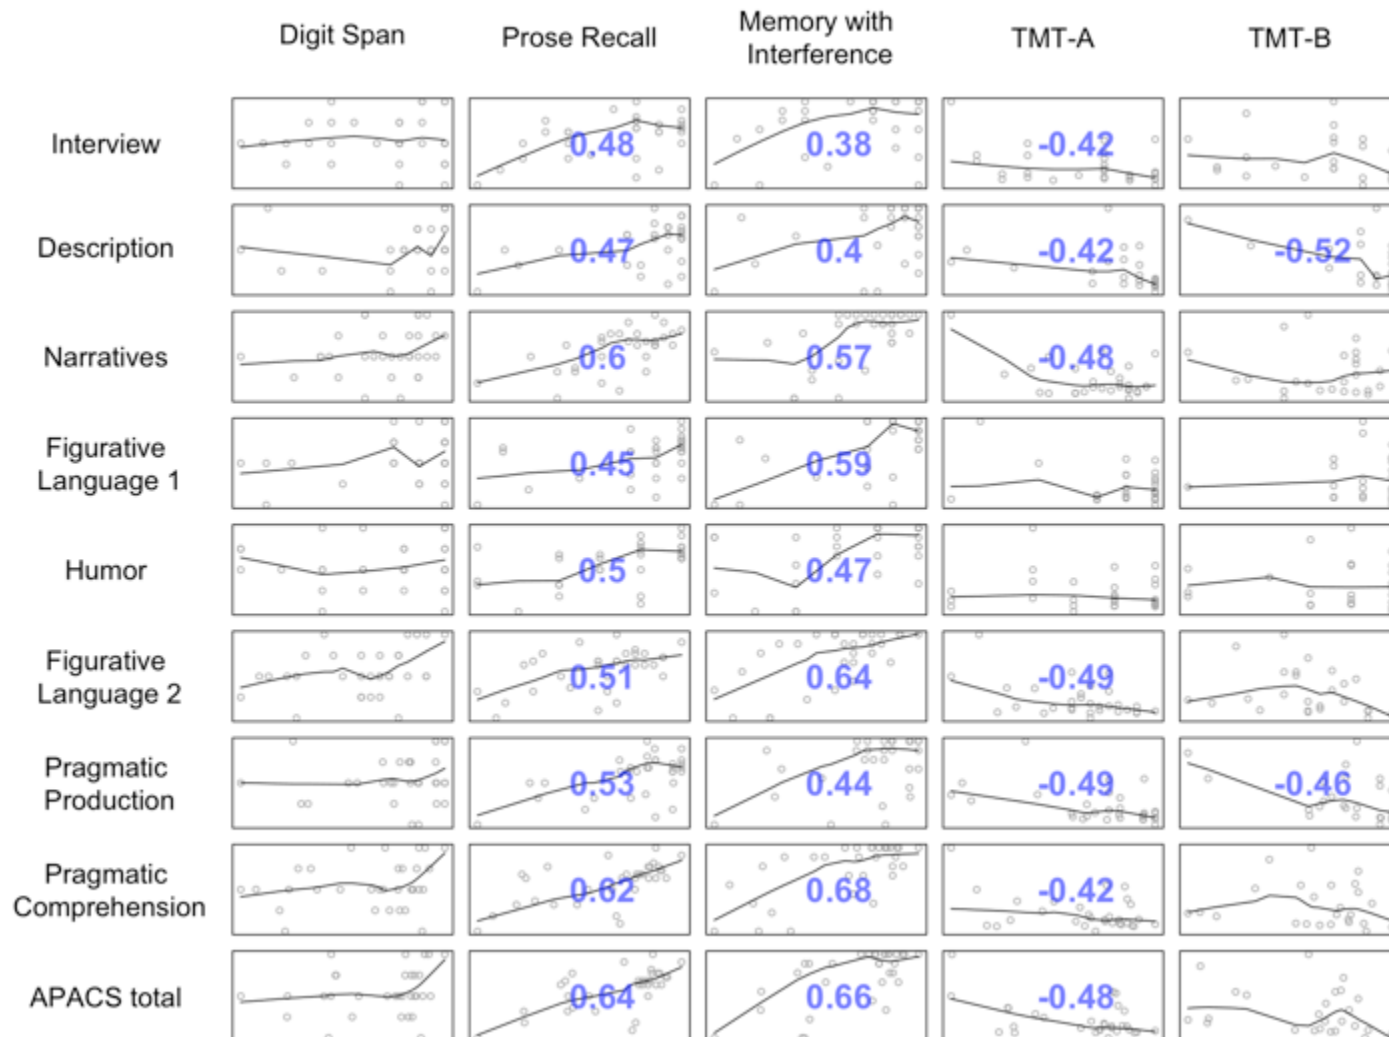 Digit Span Prose Recall Memory with Interference TMT-A TMT-B
Interview 0.48 0.38 -0.42
Description 0.47 0.4 -0.42 -0.52
Narratives 0.6 0.57 -0.48
Figurative Language 1 0.45 0.59
Humor 0.5 0.47
Figurative Language 2 0.51 0.64 -0.49
Pragmatic Production 0.53 0.44 -0.49 -0.46
Pragmatic Comprehension 0.62 0.68 -0.42
APACS total 0.64 0.66 -0.48